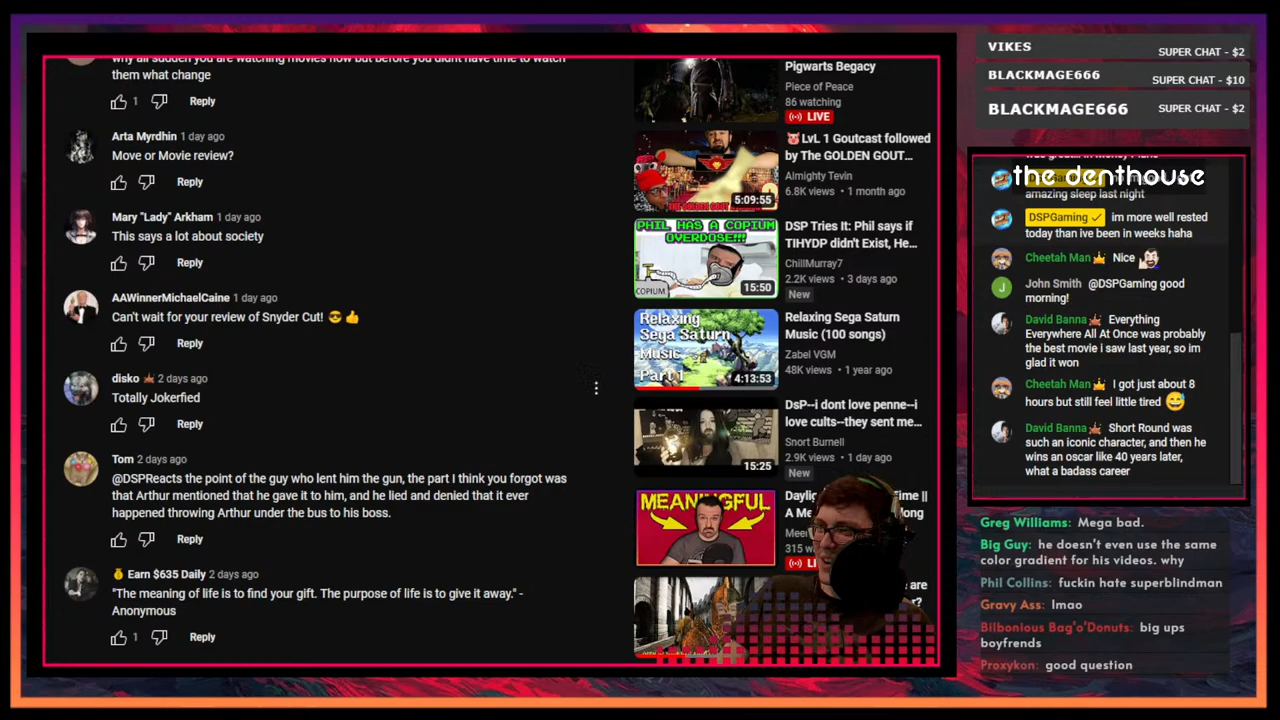 why all sudden you are watching movies now but before you didnt have time to watch
them what change
1
Reply
Arta Myrdhin 1 day ago
Move or Movie review?
Reply
Mary "Lady" Arkham 1 day ago
This says a lot about society
Reply
AAWinnerMichaelCaine 1 day ago
Can't wait for your review of Snyder Cut! 😎👍
Reply
disko 2 days ago
Totally Jokerfied
Reply
Tom 2 days ago
@DSPReacts the point of the guy who lent him the gun, the part I think you forgot was
that Arthur mentioned that he gave it to him, and he lied and denied that it ever
happened throwing Arthur under the bus to his boss.
Reply
💰 Earn $635 Daily 2 days ago
"The meaning of life is to find your gift. The purpose of life is to give it away." -
Anonymous
1
Reply
Pigwarts Begacy
Piece of Peace
86 watching
LIVE
5:09:55
🐷LvL 1 Goutcast followed
by The GOLDEN GOUT...
Almighty Tevin
6.8K views • 1 month ago
PHIL HAS A COPIUM
OVERDOSE!!!
COPIUM
15:50
DSP Tries It: Phil says if
TIHYDP didn't Exist, He...
ChillMurray7
2.2K views • 3 days ago
New
Relaxing
Sega Saturn
Music
Part 1
4:13:53
Relaxing Sega Saturn
Music (100 songs)
Zabel VGM
48K views • 1 year ago
15:25
DsP--i dont love penne--i
love cults--they sent me...
Snort Burnell
2.9K views • 1 day ago
New
MEANINGFUL
Time ||
A Me
long
315 w
LI
are
VIKES
SUPER CHAT - $2
BLACKMAGE666
SUPER CHAT - $10
BLACKMAGE666
SUPER CHAT - $2
the denthouse
amazing sleep last night
DSPGaming im more well rested
today than ive been in weeks haha
Cheetah Man Nice
John Smith @DSPGaming good
morning!
David Banna Everything
Everywhere All At Once was probably
the best movie i saw last year, so im
glad it won
Cheetah Man I got just about 8
hours but still feel little tired 😅
David Banna Short Round was
such an iconic character, and then he
wins an oscar like 40 years later,
what a badass career
Greg Williams: Mega bad.
Big Guy: he doesn't even use the same
color gradient for his videos. why
Phil Collins: fuckin hate superblindman
Gravy Ass: lmao
Bilbonious Bag'o'Donuts: big ups
boyfrends
Proxykon: good question